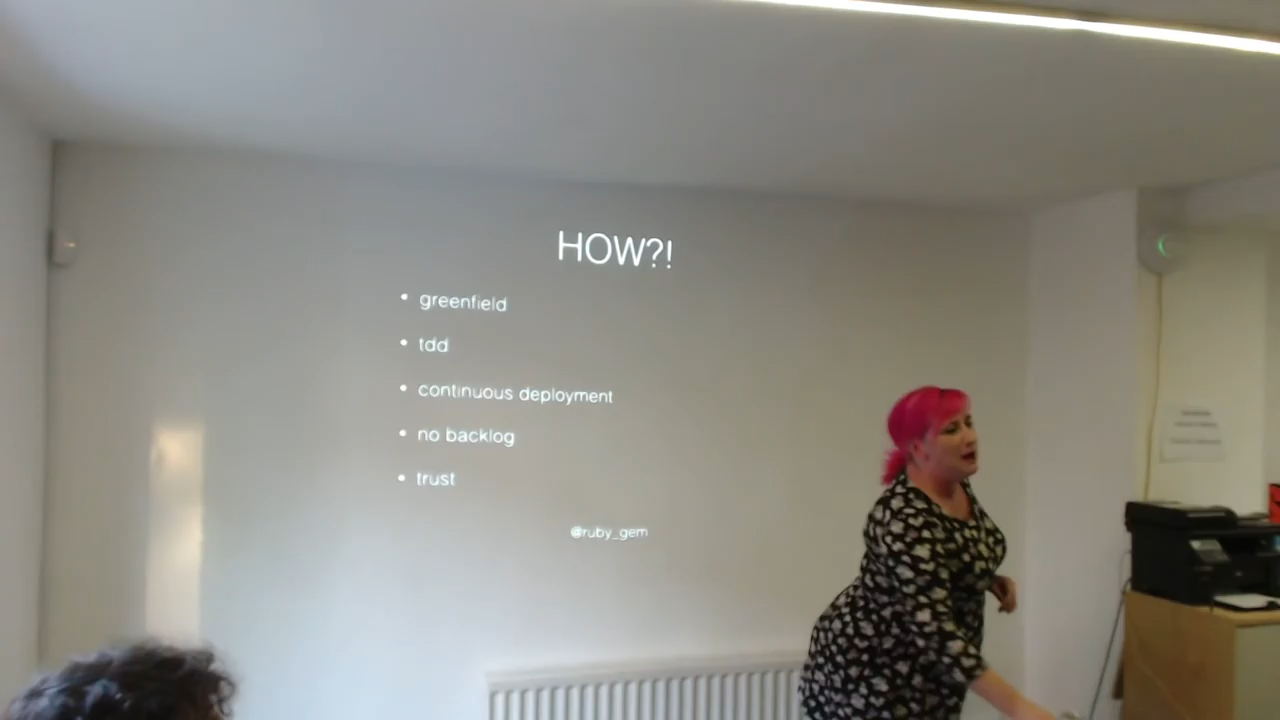 HOW?!
• greenfield
• tdd
• continuous deployment
• no backlog
• trust
@ruby_gem